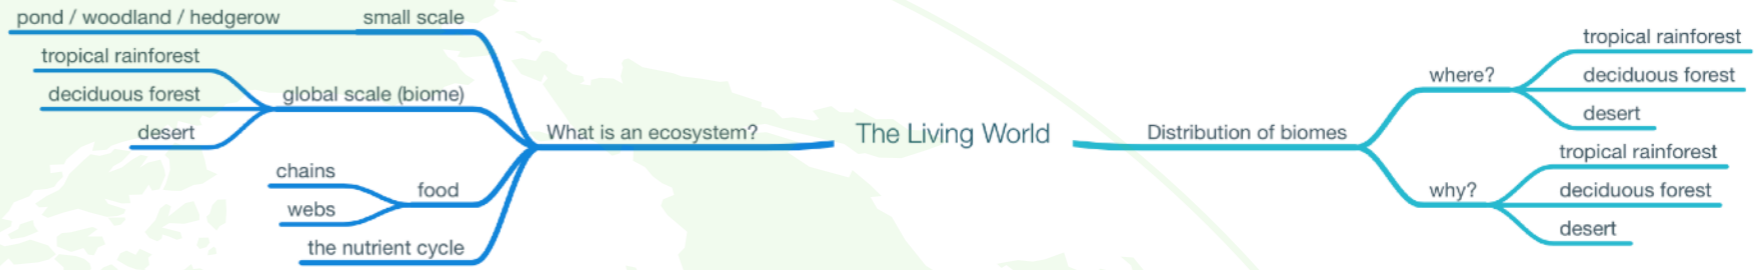 The Living World
What is an ecosystem?
small scale
pond / woodland / hedgerow
global scale (biome)
tropical rainforest
deciduous forest
desert
food
chains
webs
the nutrient cycle
Distribution of biomes
where?
tropical rainforest
deciduous forest
desert
why?
tropical rainforest
deciduous forest
desert